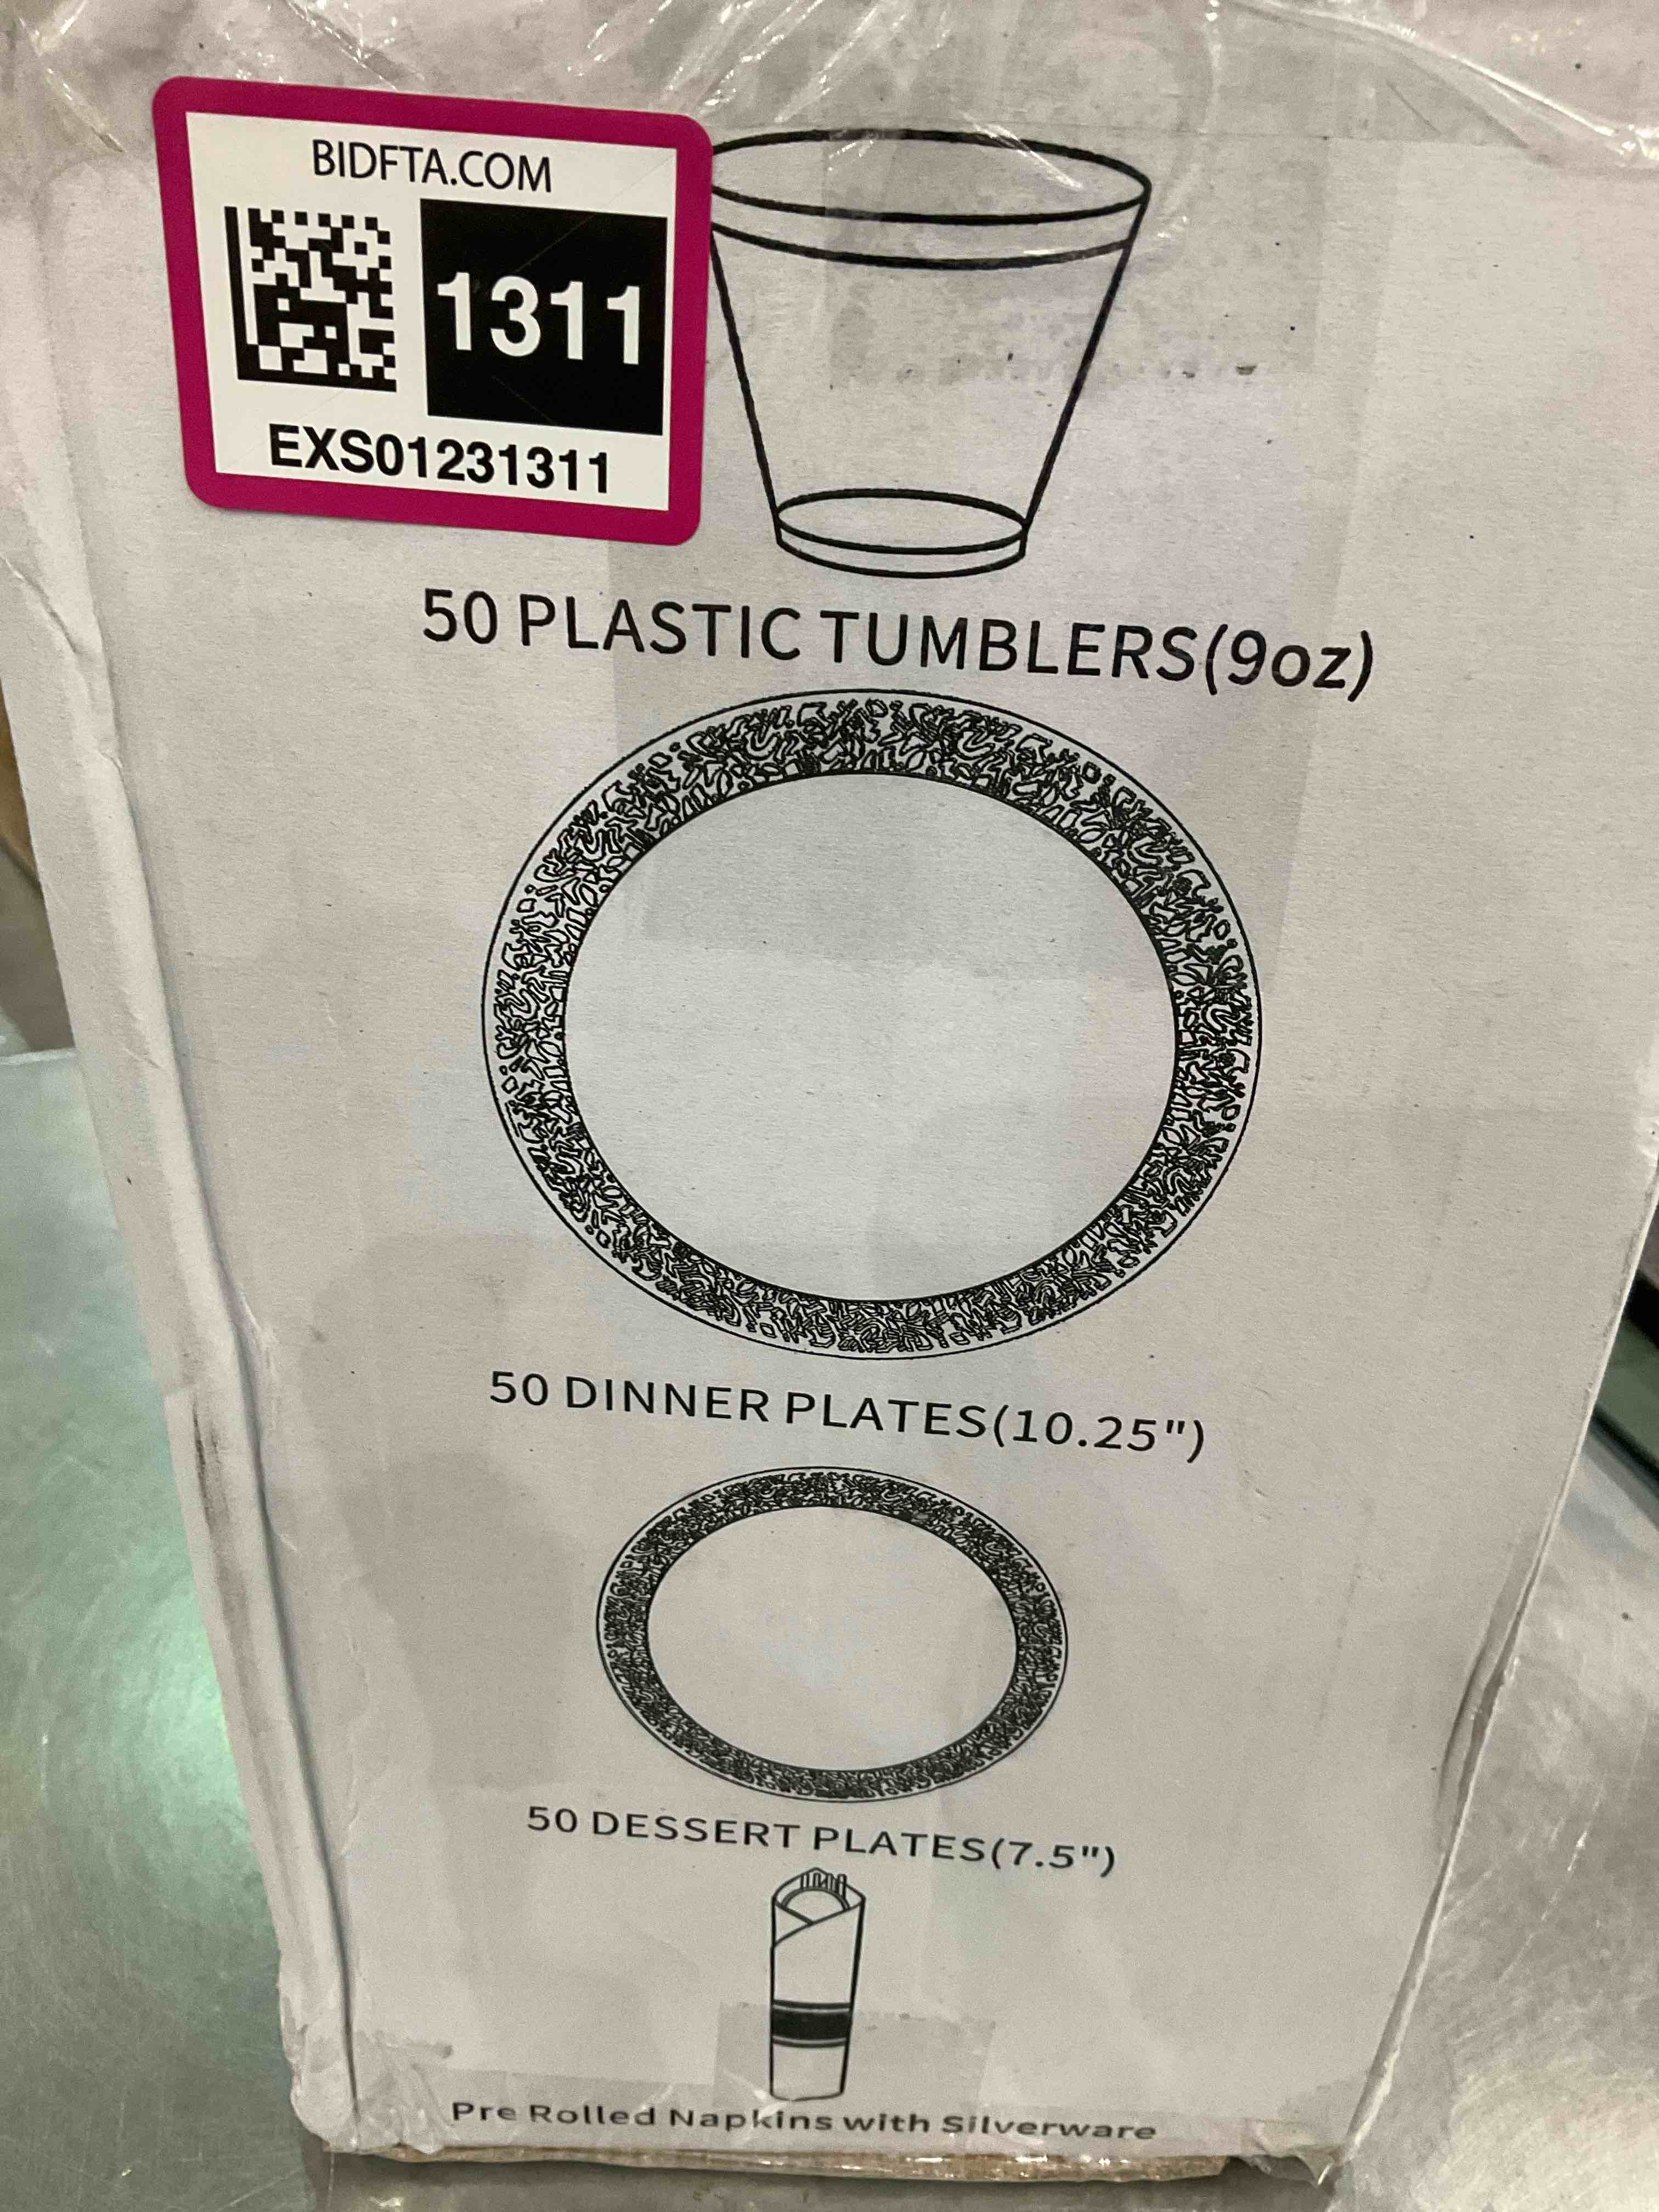 BIDFTA.COM
1311
EXS01231311
50 PLASTIC TUMBLERS(9oz)
50 DINNER PLATES(10.25")
50 DESSERT PLATES(7.5")
Pre Rolled Napkins with Silverware